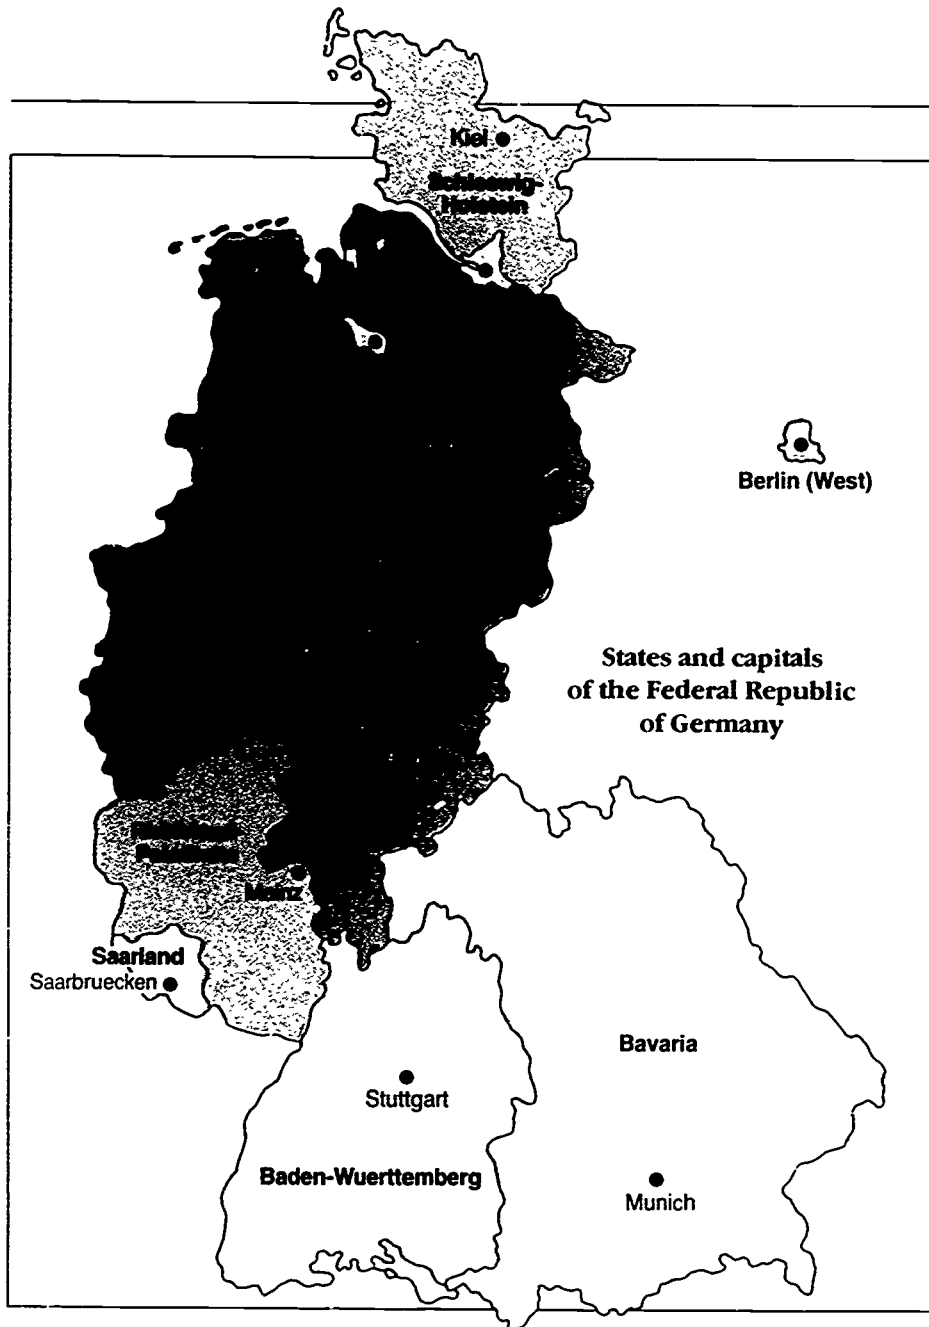 Kiel
Schleswig-
Holstein
Berlin (West)
States and capitals
of the Federal Republic
of Germany
Mainz
Saarland
Saarbruecken
Bavaria
Stuttgart
Baden-Wuerttemberg
Munich